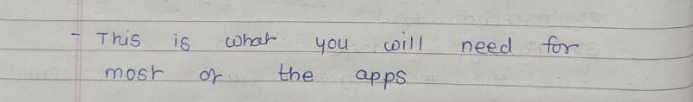 - This is what you will need for
most of the apps